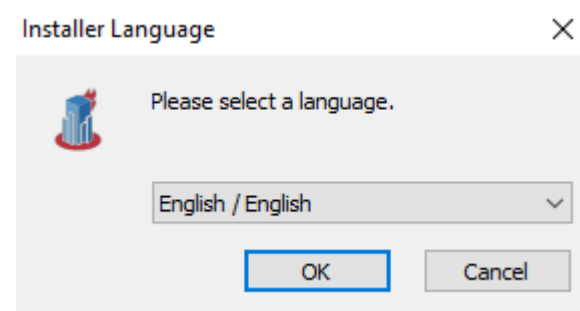 Installer Language
Please select a language.
English / English
OK
Cancel